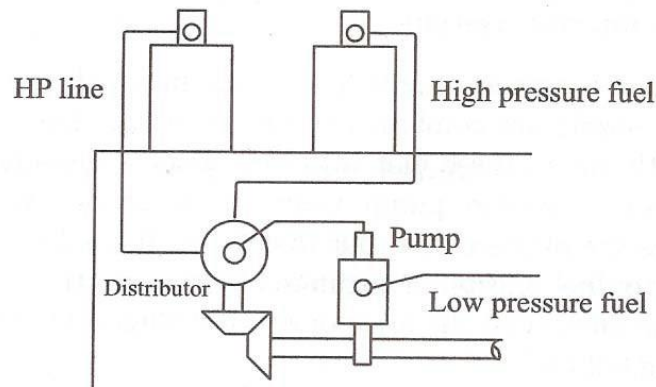 HP line
High pressure fuel
Pump
Distributor
Low pressure fuel